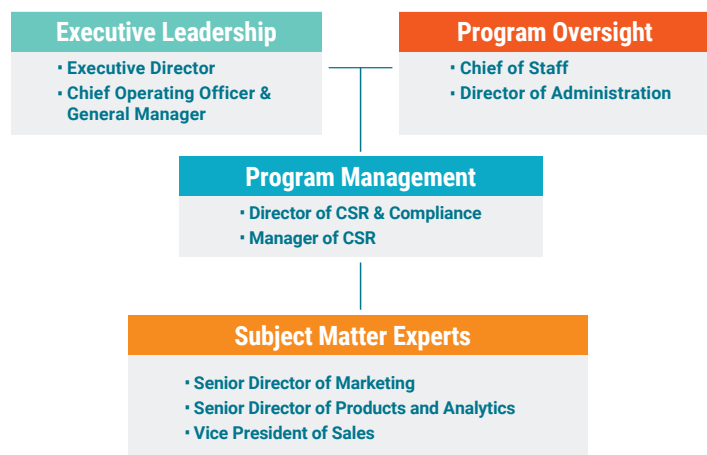 Executive Leadership
· Executive Director
· Chief Operating Officer &
General Manager
Program Oversight
· Chief of Staff
· Director of Administration
Program Management
· Director of CSR & Compliance
· Manager of CSR
Subject Matter Experts
· Senior Director of Marketing
· Senior Director of Products and Analytics
· Vice President of Sales